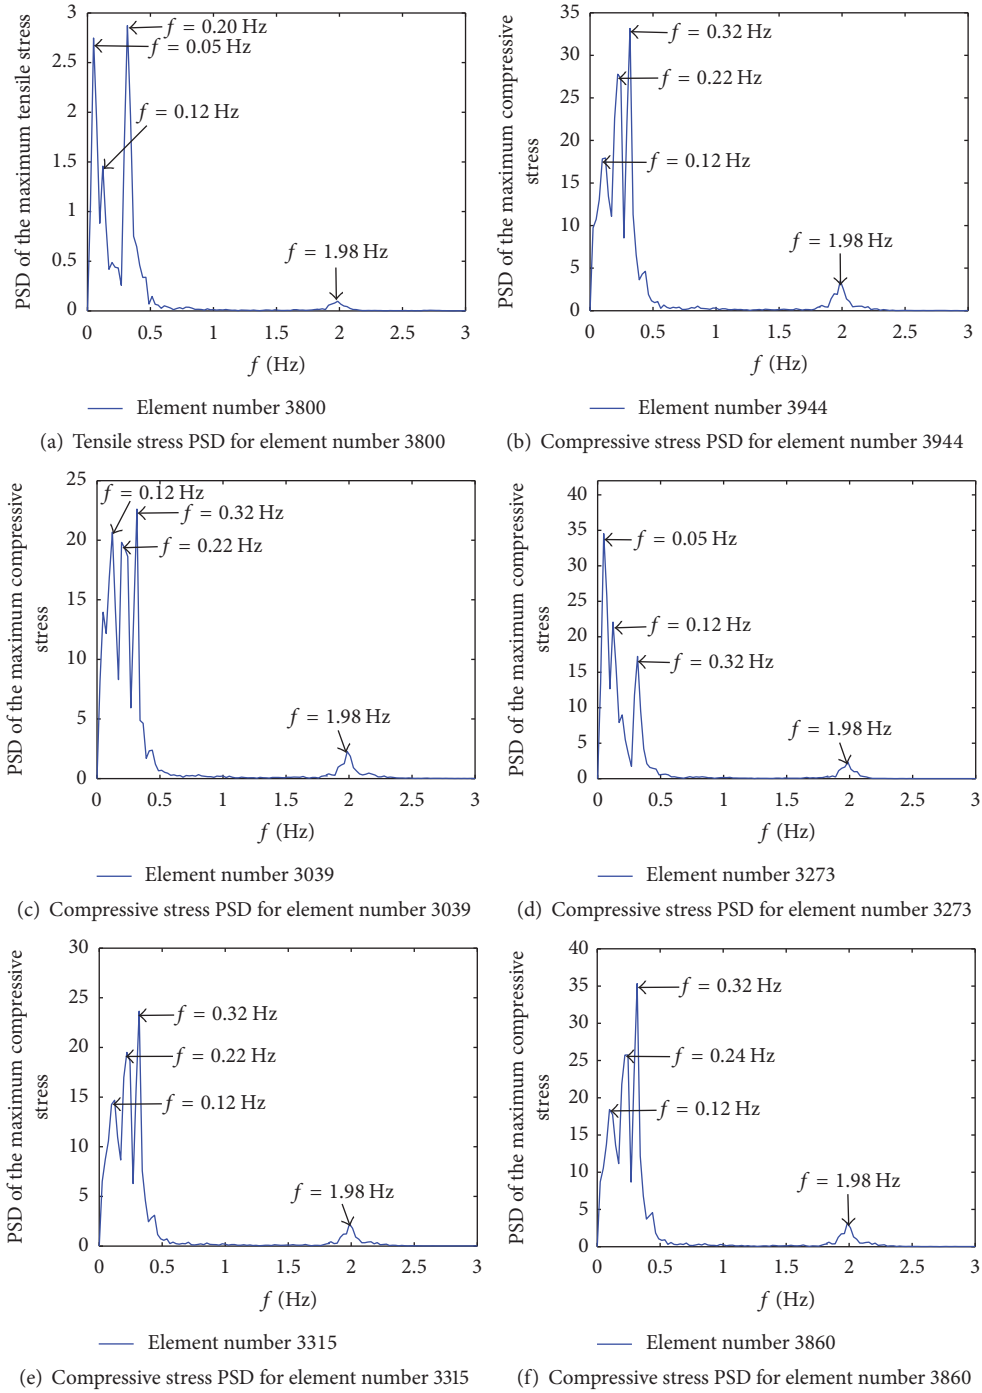 PSD of the maximum tensile stress
3
2.5
2
1.5
1
0.5
0
f = 0.20 Hz
f = 0.05 Hz
f = 0.12 Hz
f = 1.98 Hz
0 0.5 1 1.5 2 2.5 3
f (Hz)
Element number 3800
(a) Tensile stress PSD for element number 3800
PSD of the maximum compressive
stress
35
30
25
20
15
10
5
0
f = 0.32 Hz
f = 0.22 Hz
f = 0.12 Hz
f = 1.98 Hz
0 0.5 1 1.5 2 2.5 3
f (Hz)
Element number 3944
(b) Compressive stress PSD for element number 3944
PSD of the maximum compressive
stress
25
20
15
10
5
0
f = 0.12 Hz
f = 0.32 Hz
f = 0.22 Hz
f = 1.98 Hz
0 0.5 1 1.5 2 2.5 3
f (Hz)
Element number 3039
(c) Compressive stress PSD for element number 3039
PSD of the maximum compressive
stress
40
35
30
25
20
15
10
5
0
f = 0.05 Hz
f = 0.12 Hz
f = 0.32 Hz
f = 1.98 Hz
0 0.5 1 1.5 2 2.5 3
f (Hz)
Element number 3273
(d) Compressive stress PSD for element number 3273
PSD of the maximum compressive
stress
30
25
20
15
10
5
0
f = 0.32 Hz
f = 0.22 Hz
f = 0.12 Hz
f = 1.98 Hz
0 0.5 1 1.5 2 2.5 3
f (Hz)
Element number 3315
(e) Compressive stress PSD for element number 3315
PSD of the maximum compressive
stress
40
35
30
25
20
15
10
5
0
f = 0.32 Hz
f = 0.24 Hz
f = 0.12 Hz
f = 1.98 Hz
0 0.5 1 1.5 2 2.5 3
f (Hz)
Element number 3860
(f) Compressive stress PSD for element number 3860